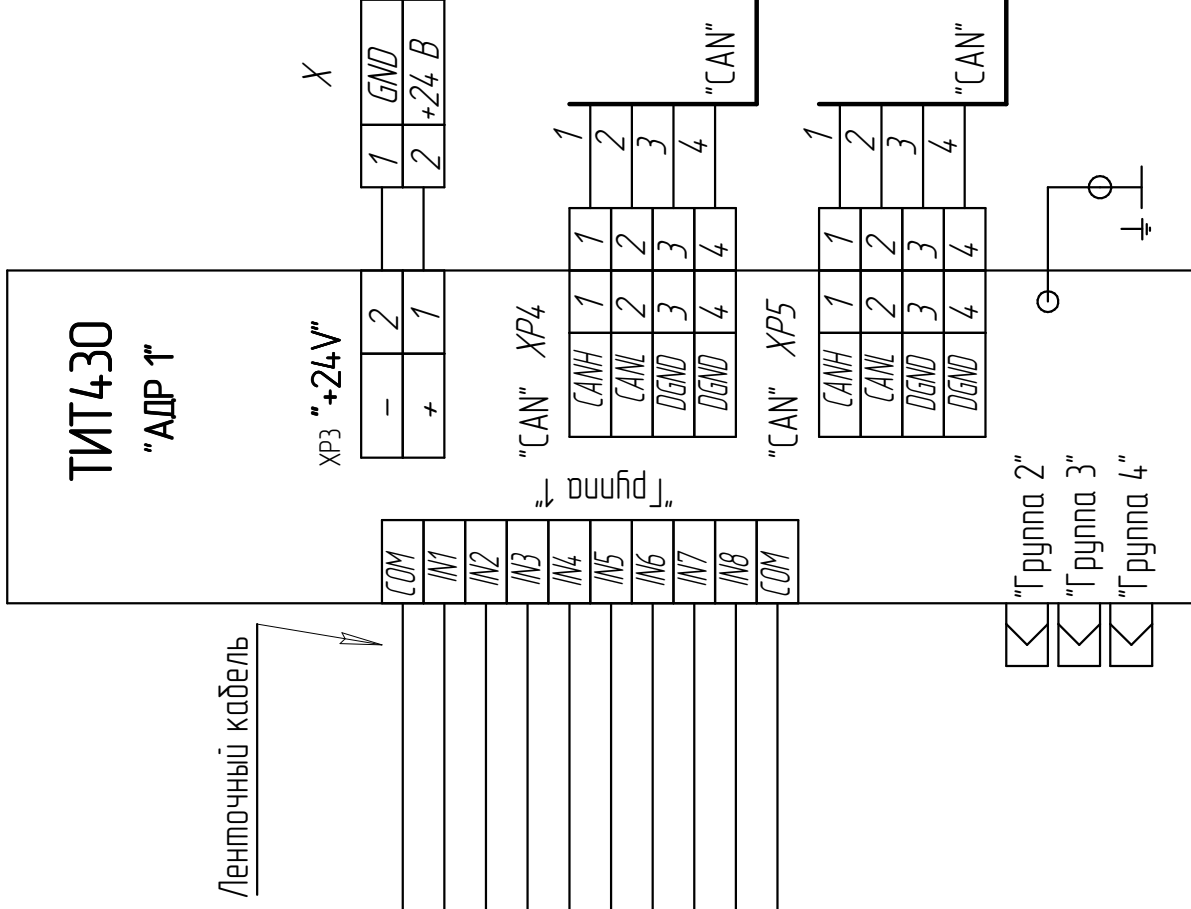 ТИТ430
"АДР 1"
ХР3 "+24V"
- 2
+ 1
X
1 GND
2 +24 В
"CAN" XP4
CANH 1 1 1
CANL 2 2 2
DGND 3 3 3
DGND 4 4 4
"CAN"
"CAN" XP5
CANH 1 1 1
CANL 2 2 2
DGND 3 3 3
DGND 4 4 4
"CAN"
"Группа 1"
COM
IN1
IN2
IN3
IN4
IN5
IN6
IN7
IN8
COM
Ленточный кабель
"Группа 2"
"Группа 3"
"Группа 4"